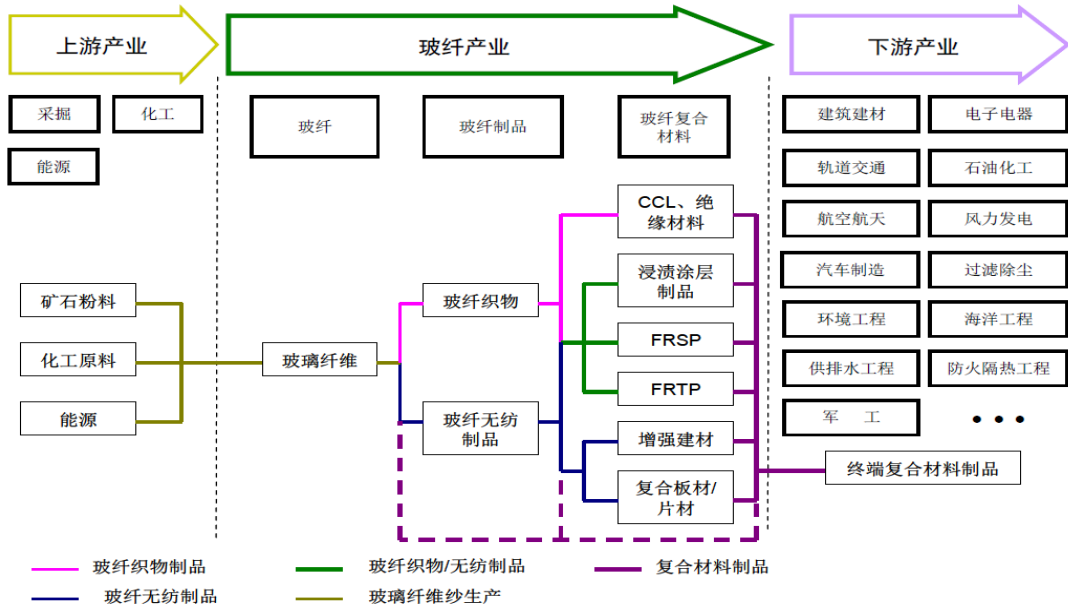 上游产业
玻纤产业
下游产业
采掘
化工
能源
玻纤
玻纤制品
玻纤复合
材料
建筑建材
电子电器
轨道交通
石油化工
航空航天
风力发电
汽车制造
过滤除尘
环境工程
海洋工程
供排水工程
防火隔热工程
军 工
•••
矿石粉料
化工原料
能源
玻璃纤维
玻纤织物
玻纤无纺
制品
CCL、绝
缘材料
浸渍涂层
制品
FRSP
FRTP
增强建材
复合板材/
片材
终端复合材料制品
玻纤织物制品
玻纤织物/无纺制品
复合材料制品
玻纤无纺制品
玻璃纤维纱生产